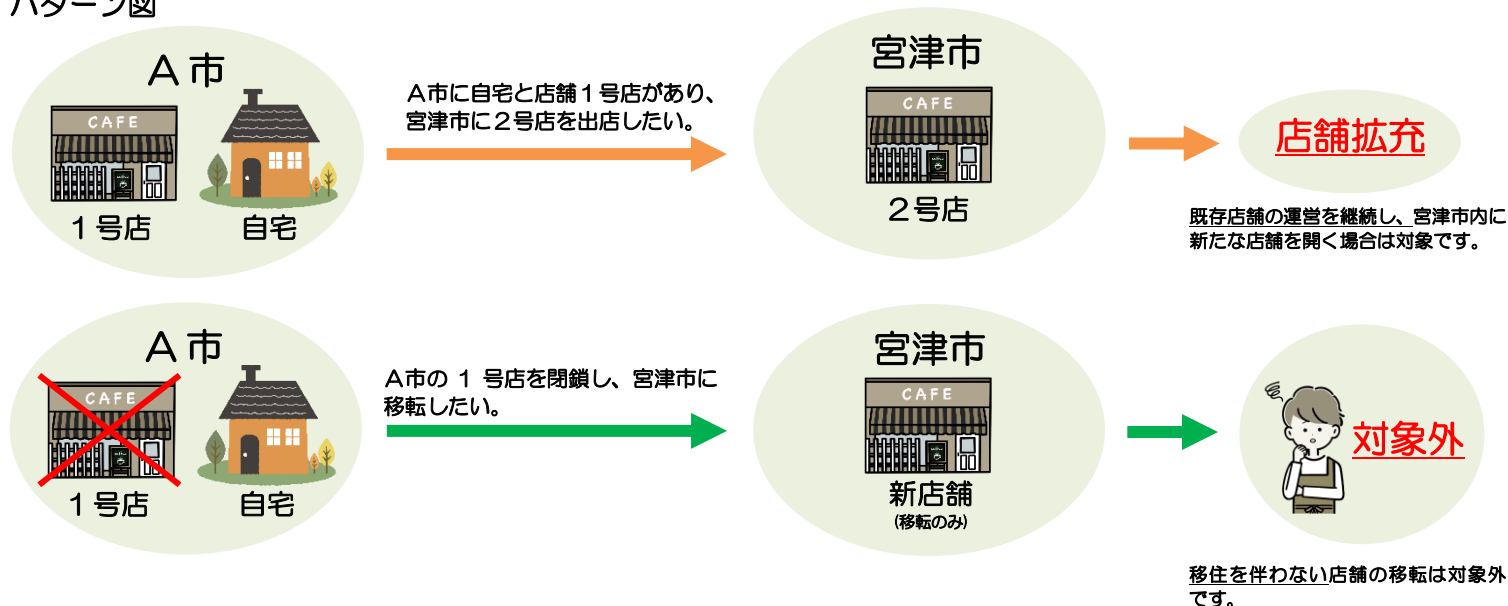 パターン図
A市
CAFE
1号店
自宅
A市に自宅と店舗1号店があり、
宮津市に2号店を出店したい。
宮津市
CAFE
2号店
店舗拡充
既存店舗の運営を継続し、宮津市内に
新たな店舗を開く場合は対象です。
A市
CAFE
1号店
自宅
A市の 1 号店を閉鎖し、宮津市に
移転したい。
宮津市
CAFE
新店舗
(移転のみ)
対象外
移住を伴わない店舗の移転は対象外
です。